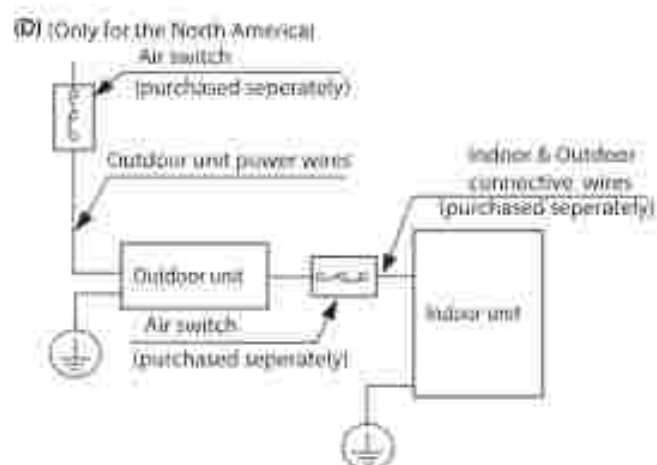 (D) (Only for the North America)
Air switch
(purchased seperately)
Outdoor unit power wires
Indoor & Outdoor
connective wires
(purchased seperately)
Outdoor unit
Indoor unit
Air switch
(purchased seperately)